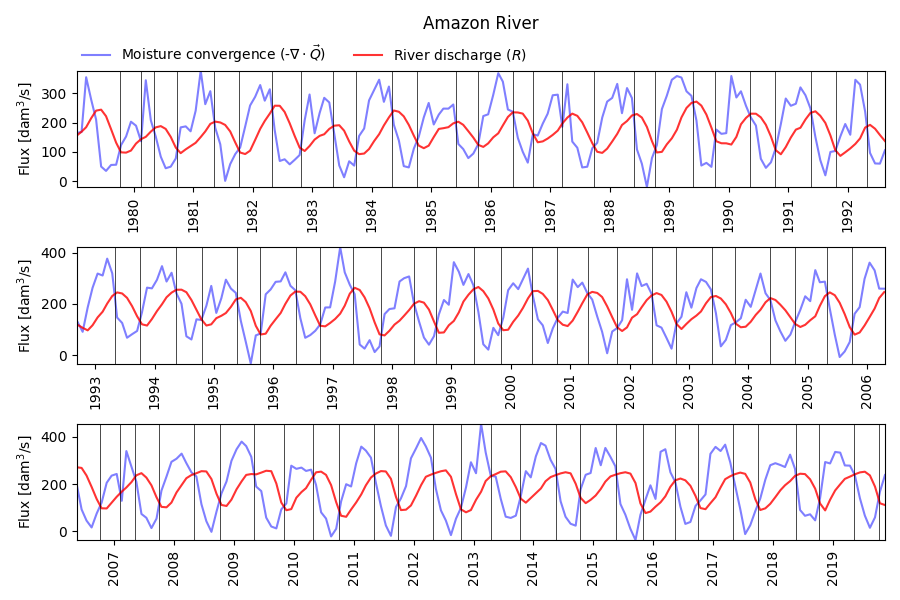 Amazon River
Moisture convergence (-∇ · Q⃗) River discharge (R)
Flux [dam³/s]
300
200
100
0
1980 1981 1982 1983 1984 1985 1986 1987 1988 1989 1990 1991 1992
Flux [dam³/s]
400
200
0
1993 1994 1995 1996 1997 1998 1999 2000 2001 2002 2003 2004 2005 2006
Flux [dam³/s]
400
200
0
2007 2008 2009 2010 2011 2012 2013 2014 2015 2016 2017 2018 2019